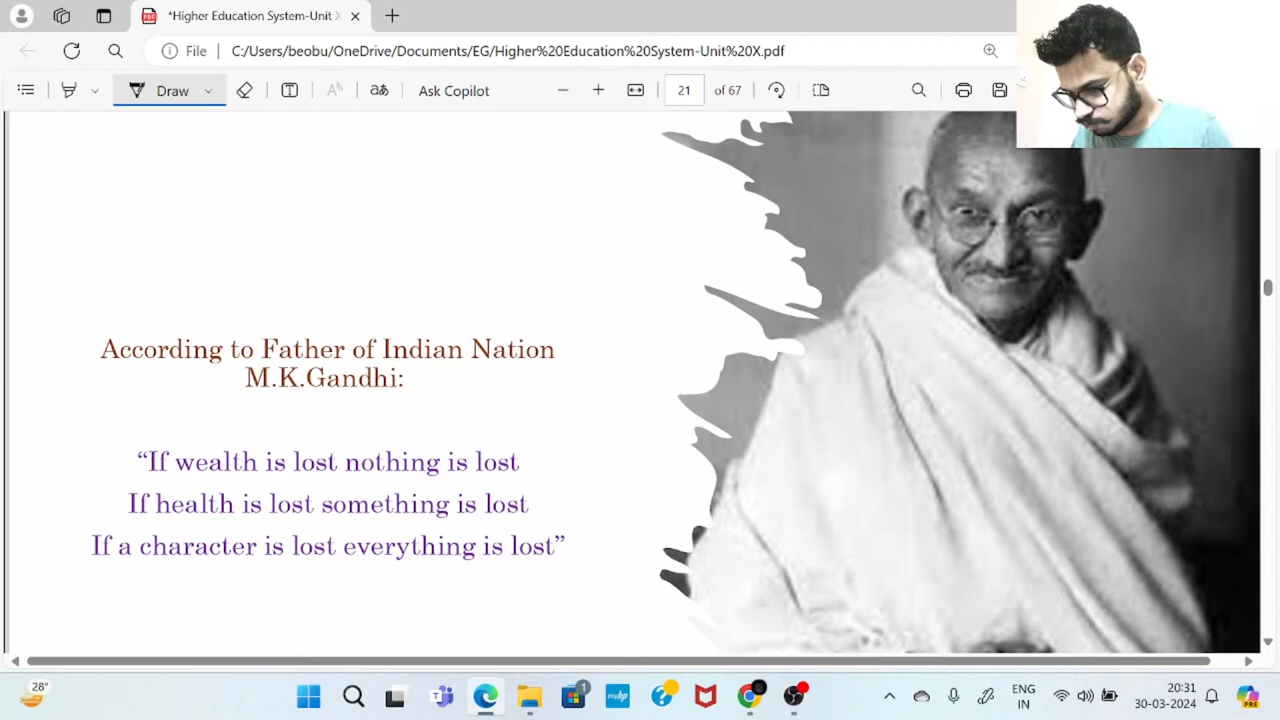 *Higher Education System-Unit X
File
C:/Users/beobu/OneDrive/Documents/EG/Higher%20Education%20System-Unit%20X.pdf
Draw
Ask Copilot
21
of 67
According to Father of Indian Nation
M.K.Gandhi:
“If wealth is lost nothing is lost
If health is lost something is lost
If a character is lost everything is lost”
28°
1
ENG
IN
20:31
30-03-2024
PRE